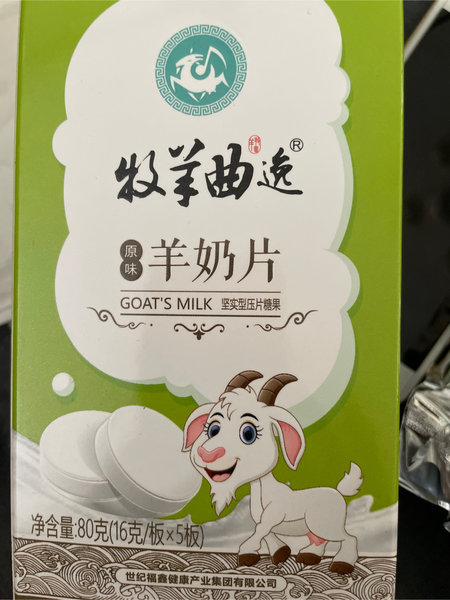 牧羊曲逸®
原味
羊奶片
GOAT'S MILK 坚实型压片糖果
净含量:80克(16克/板×5板)
世纪福鑫健康产业集团有限公司